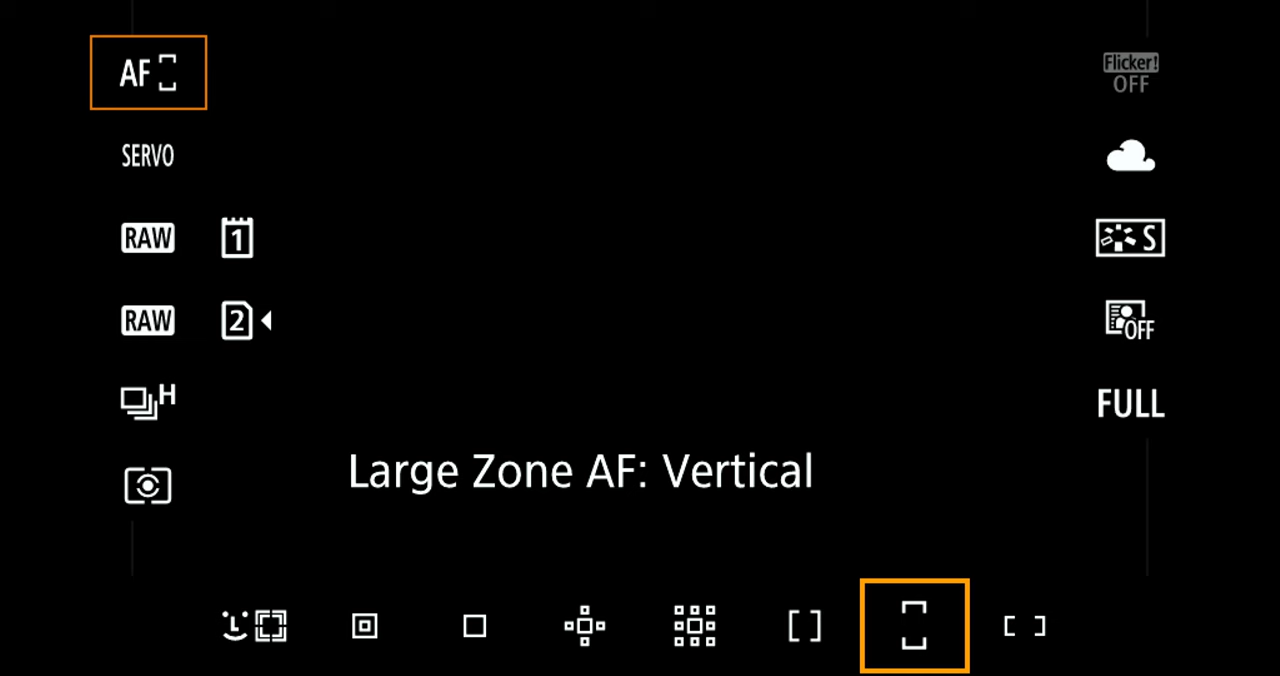 AF
Flicker!
OFF
SERVO
RAW 1
S
RAW 2
OFF
H
FULL
Large Zone AF: Vertical